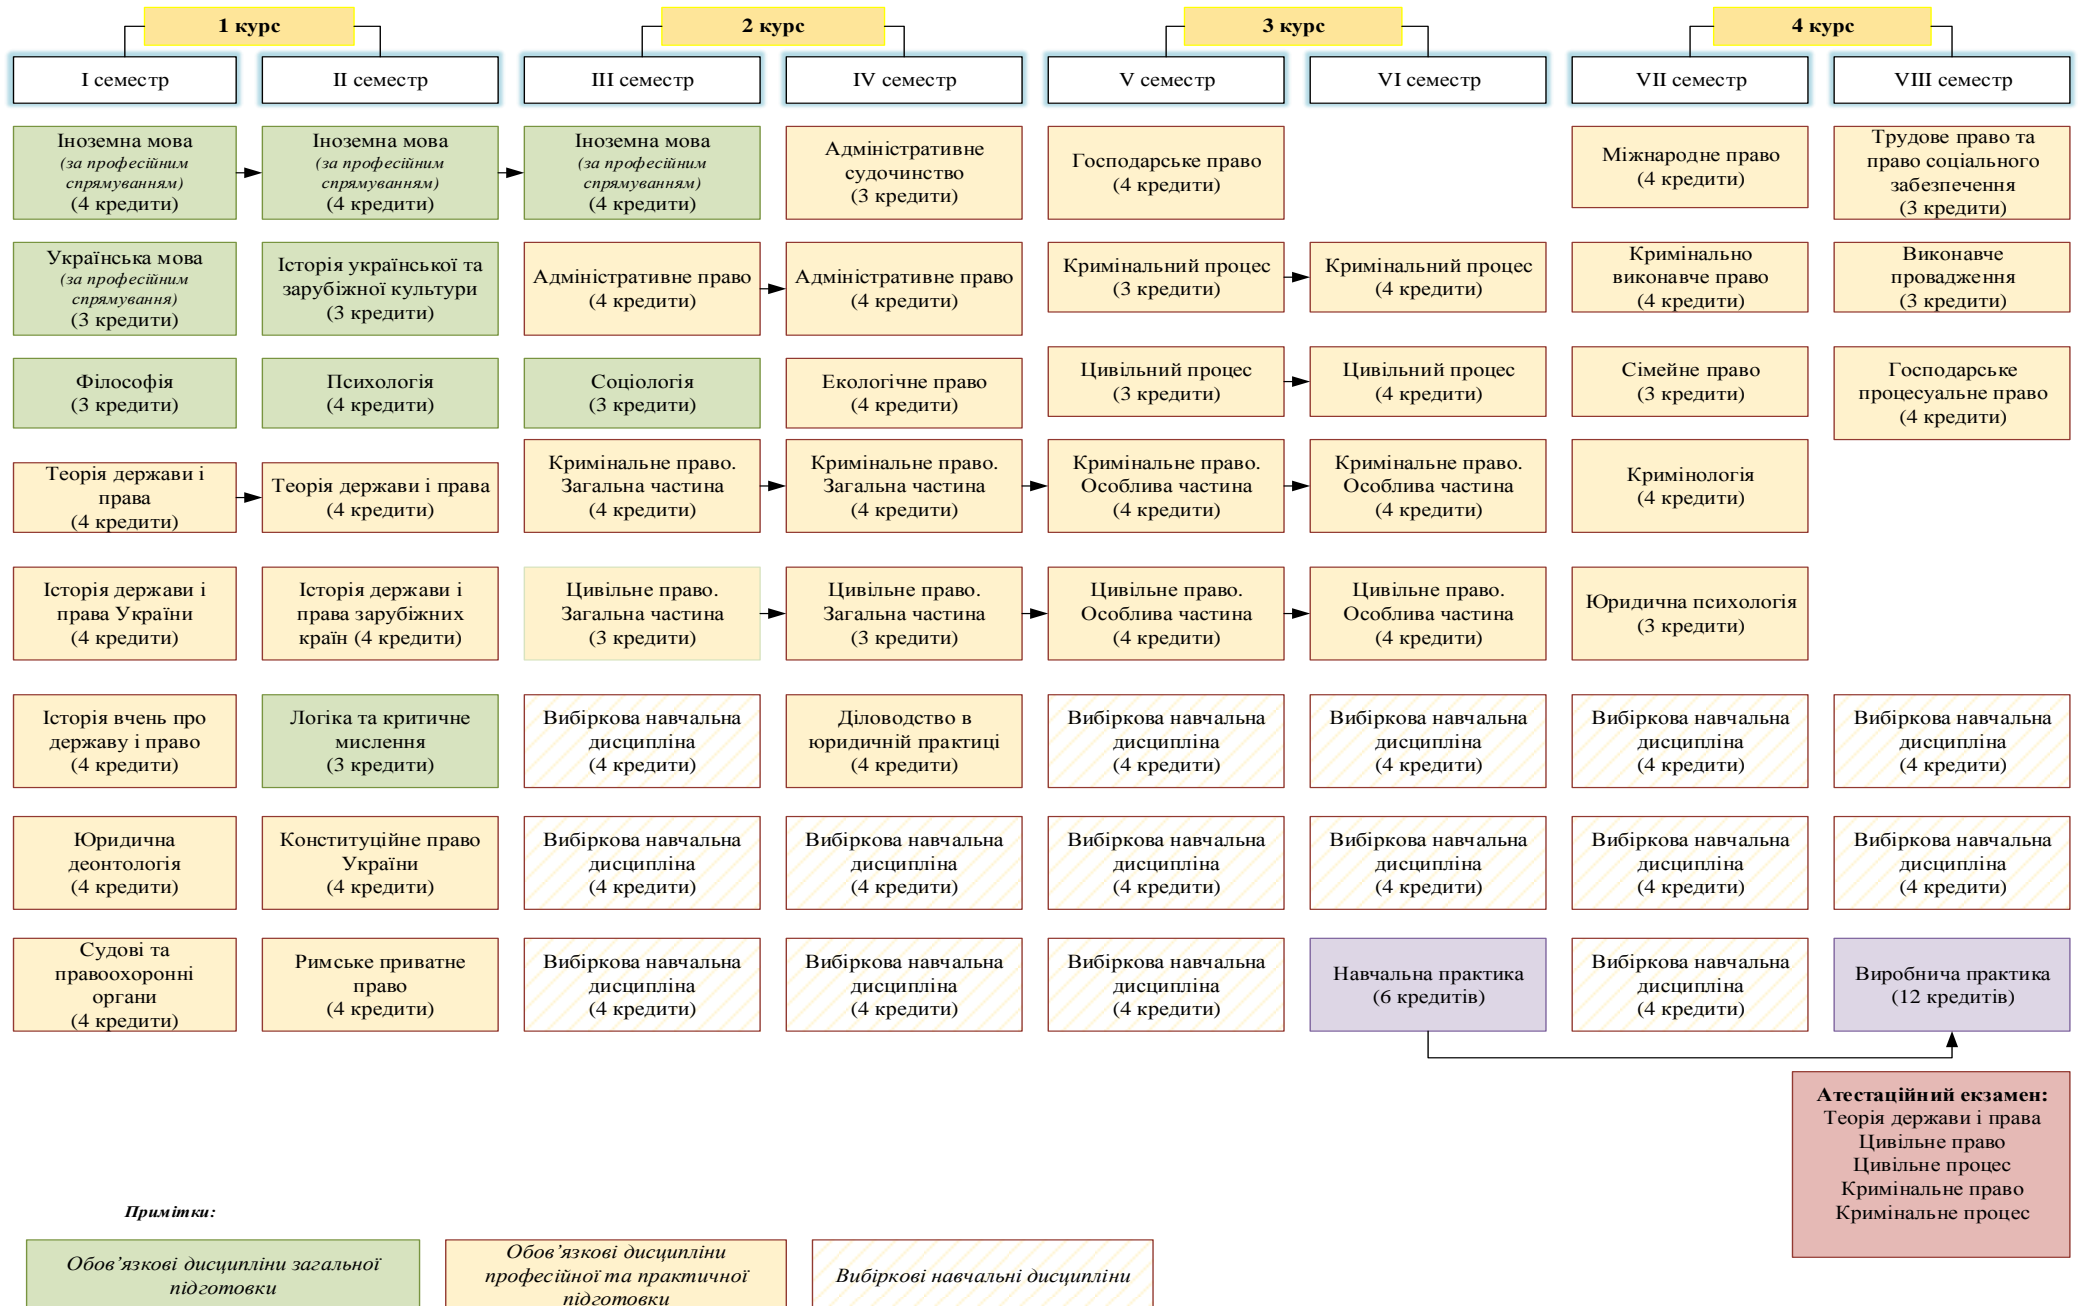 1 курс
2 курс
3 курс
4 курс
I семестр
II семестр
III семестр
IV семестр
V семестр
VI семестр
VII семестр
VIII семестр
Іноземна мова
(за професійним
спрямуванням)
(4 кредити)
Іноземна мова
(за професійним
спрямуванням)
(4 кредити)
Іноземна мова
(за професійним
спрямуванням)
(4 кредити)
Адміністративне
судочинство
(3 кредити)
Господарське право
(4 кредити)
Міжнародне право
(4 кредити)
Трудове право та
право соціального
забезпечення
(3 кредити)
Українська мова
(за професійним
спрямування)
(3 кредити)
Історія української та
зарубіжної культури
(3 кредити)
Адміністративне право
(4 кредити)
Адміністративне право
(4 кредити)
Кримінальний процес
(3 кредити)
Кримінальний процес
(4 кредити)
Кримінально
виконавче право
(4 кредити)
Виконавче
провадження
(3 кредити)
Філософія
(3 кредити)
Психологія
(4 кредити)
Соціологія
(3 кредити)
Екологічне право
(4 кредити)
Цивільний процес
(3 кредити)
Цивільний процес
(4 кредити)
Сімейне право
(3 кредити)
Господарське
процесуальне право
(4 кредити)
Теорія держави і
права
(4 кредити)
Теорія держави і права
(4 кредити)
Кримінальне право.
Загальна частина
(4 кредити)
Кримінальне право.
Загальна частина
(4 кредити)
Кримінальне право.
Особлива частина
(4 кредити)
Кримінальне право.
Особлива частина
(4 кредити)
Кримінологія
(4 кредити)
Історія держави і
права України
(4 кредити)
Історія держави і
права зарубіжних
країн (4 кредити)
Цивільне право.
Загальна частина
(3 кредити)
Цивільне право.
Загальна частина
(3 кредити)
Цивільне право.
Особлива частина
(4 кредити)
Цивільне право.
Особлива частина
(4 кредити)
Юридична психологія
(3 кредити)
Історія вчень про
державу і право
(4 кредити)
Логіка та критичне
мислення
(3 кредити)
Вибіркова навчальна
дисципліна
(4 кредити)
Діловодство в
юридичній практиці
(4 кредити)
Вибіркова навчальна
дисципліна
(4 кредити)
Вибіркова навчальна
дисципліна
(4 кредити)
Вибіркова навчальна
дисципліна
(4 кредити)
Вибіркова навчальна
дисципліна
(4 кредити)
Юридична
деонтологія
(4 кредити)
Конституційне право
України
(4 кредити)
Вибіркова навчальна
дисципліна
(4 кредити)
Вибіркова навчальна
дисципліна
(4 кредити)
Вибіркова навчальна
дисципліна
(4 кредити)
Вибіркова навчальна
дисципліна
(4 кредити)
Вибіркова навчальна
дисципліна
(4 кредити)
Вибіркова навчальна
дисципліна
(4 кредити)
Судові та
правоохоронні
органи
(4 кредити)
Римське приватне
право
(4 кредити)
Вибіркова навчальна
дисципліна
(4 кредити)
Вибіркова навчальна
дисципліна
(4 кредити)
Вибіркова навчальна
дисципліна
(4 кредити)
Навчальна практика
(6 кредитів)
Вибіркова навчальна
дисципліна
(4 кредити)
Виробнича практика
(12 кредитів)
Атестаційний екзамен:
Теорія держави і права
Цивільне право
Цивільне процес
Кримінальне право
Кримінальне процес
Примітки:
Обов’язкові дисципліни загальної
підготовки
Обов’язкові дисципліни
професійної та практичної
підготовки
Вибіркові навчальні дисципліни